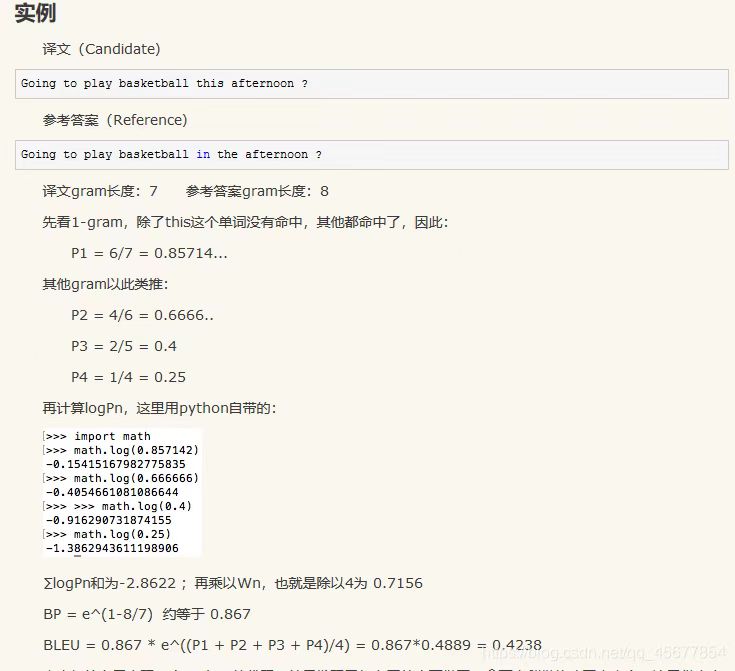 实例
译文（Candidate）
Going to play basketball this afternoon ?
参考答案（Reference）
Going to play basketball in the afternoon ?
译文gram长度：7 参考答案gram长度：8
先看1-gram，除了this这个单词没有命中，其他都命中了，因此：
P1 = 6/7 = 0.85714...
其他gram以此类推：
P2 = 4/6 = 0.6666..
P3 = 2/5 = 0.4
P4 = 1/4 = 0.25
再计算logPn，这里用python自带的：
[>>> import math
[>>> math.log(0.857142)
-0.15415167982775835
[>>> math.log(0.666666)
-0.4054661081086644
[>>> >>> math.log(0.4)
-0.916290731874155
[>>> math.log(0.25)
-1.3862943611198906
ΣlogPn和为-2.8622 ；再乘以Wn，也就是除以4为 0.7156
BP = e^(1-8/7) 约等于 0.867
BLEU = 0.867 * e^((P1 + P2 + P3 + P4)/4) = 0.867*0.4889 = 0.4238
https://blog.csdn.net/qq_45677854